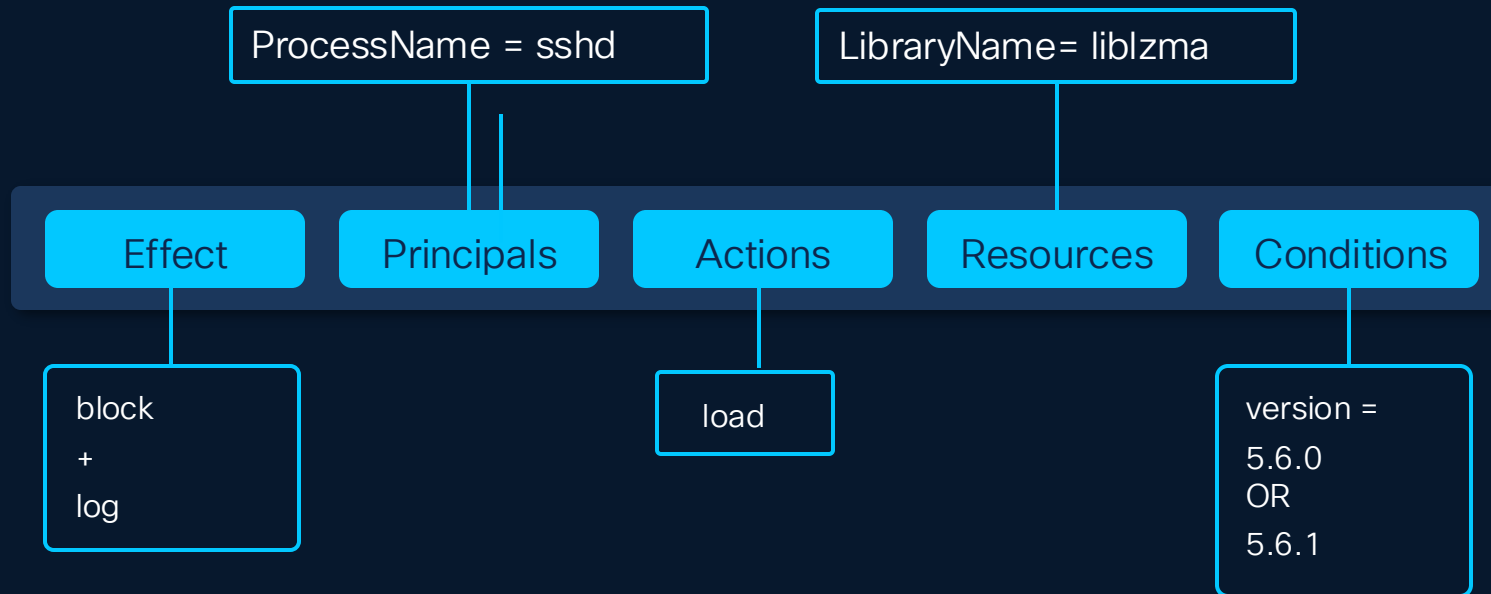 ProcessName = sshd
LibraryName= liblzma
Effect
Principals
Actions
Resources
Conditions
block
+
log
load
version =
5.6.0
OR
5.6.1